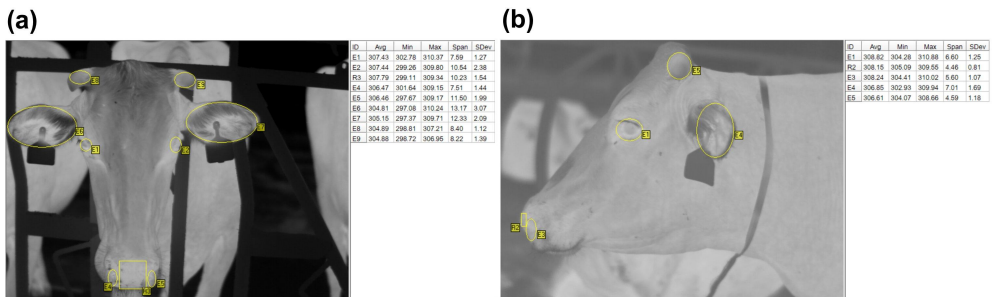 (a)
ID Avg Min Max Span SDev
E1 307.43 302.78 310.37 7.59 1.27
E2 307.44 299.26 309.80 10.54 2.38
R3 307.79 299.11 309.34 10.23 1.54
E4 306.47 301.64 309.15 7.51 1.44
E5 306.46 297.67 309.17 11.50 1.99
E6 304.81 297.08 310.24 13.17 3.07
E7 305.15 297.37 309.71 12.33 2.09
E8 304.89 298.81 307.21 8.40 1.12
E9 304.88 298.72 306.95 8.22 1.39
E6
E7
E1
(b)
ID Avg Min Max Span SDev
E1 308.82 304.28 310.88 6.60 1.25
R2 308.15 305.09 309.55 4.46 0.81
E3 308.24 304.41 310.02 5.60 1.07
E4 306.85 302.93 309.94 7.01 1.69
E5 306.61 304.07 308.66 4.59 1.18
E1
E4
R2
E3